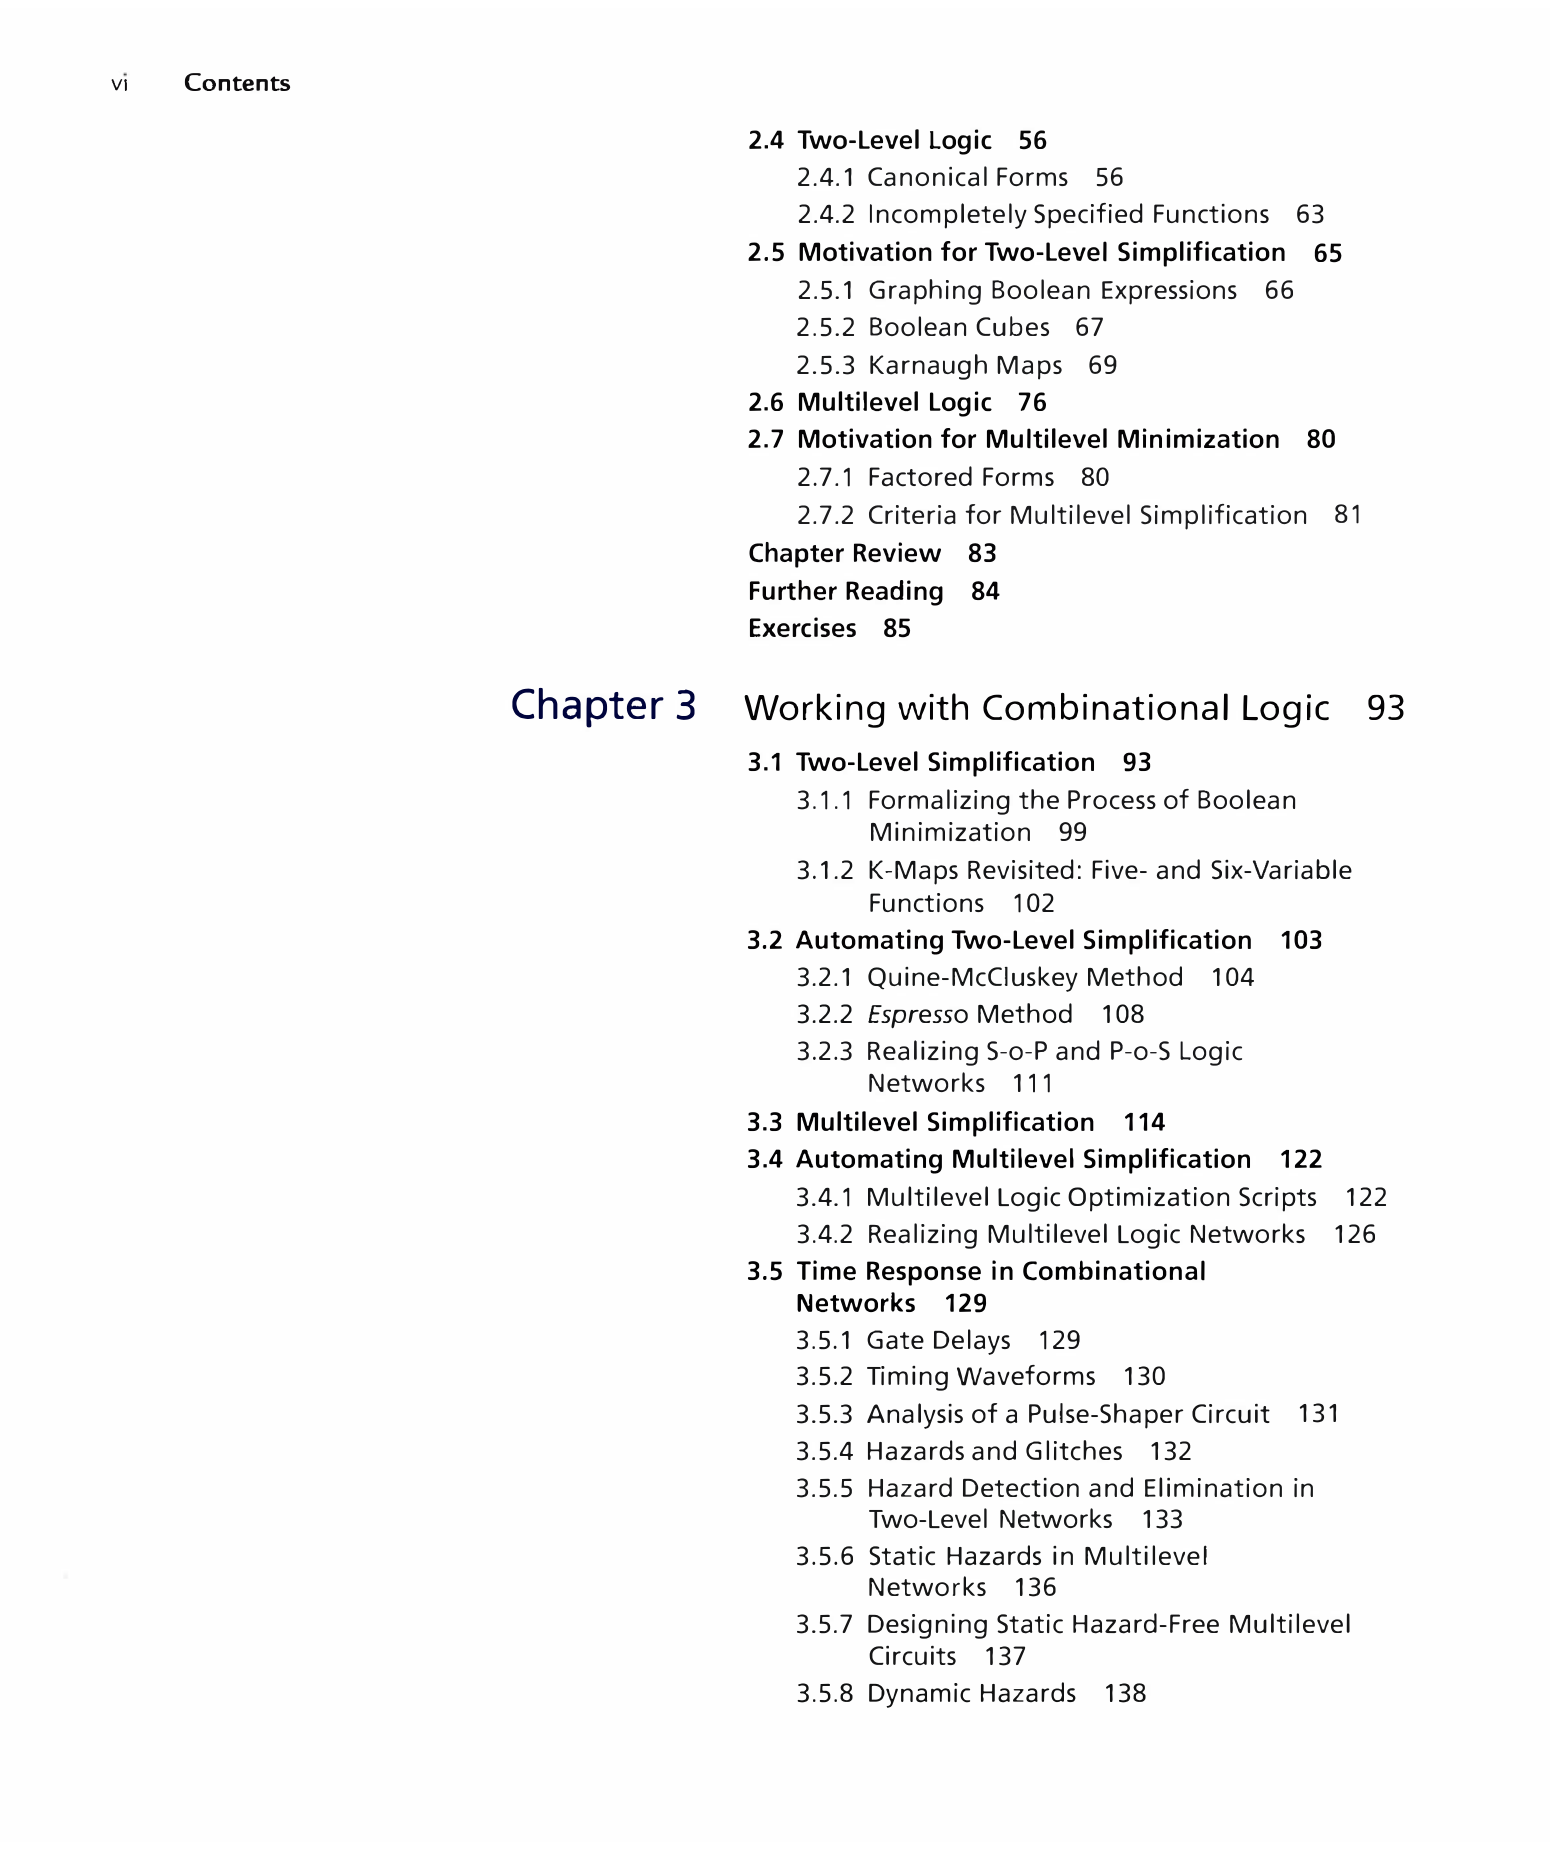 vi Contents
2.4 Two-Level Logic 56
2.4.1 Canonical Forms 56
2.4.2 Incompletely Specified Functions 63
2.5 Motivation for Two-Level Simplification 65
2.5.1 Graphing Boolean Expressions 66
2.5.2 Boolean Cubes 67
2.5.3 Karnaugh Maps 69
2.6 Multilevel Logic 76
2.7 Motivation for Multilevel Minimization 80
2.7.1 Factored Forms 80
2.7.2 Criteria for Multilevel Simplification 81
Chapter Review 83
Further Reading 84
Exercises 85
Chapter 3 Working with Combinational Logic 93
3.1 Two-Level Simplification 93
3.1.1 Formalizing the Process of Boolean
Minimization 99
3.1.2 K-Maps Revisited: Five- and Six-Variable
Functions 102
3.2 Automating Two-Level Simplification 103
3.2.1 Quine-McCluskey Method 104
3.2.2 Espresso Method 108
3.2.3 Realizing S-o-P and P-o-S Logic
Networks 111
3.3 Multilevel Simplification 114
3.4 Automating Multilevel Simplification 122
3.4.1 Multilevel Logic Optimization Scripts 122
3.4.2 Realizing Multilevel Logic Networks 126
3.5 Time Response in Combinational
Networks 129
3.5.1 Gate Delays 129
3.5.2 Timing Waveforms 130
3.5.3 Analysis of a Pulse-Shaper Circuit 131
3.5.4 Hazards and Glitches 132
3.5.5 Hazard Detection and Elimination in
Two-Level Networks 133
3.5.6 Static Hazards in Multilevel
Networks 136
3.5.7 Designing Static Hazard-Free Multilevel
Circuits 137
3.5.8 Dynamic Hazards 138